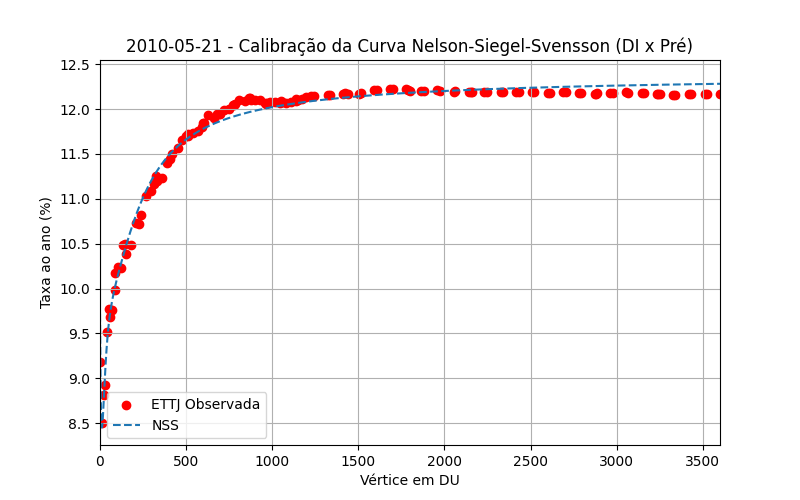 2010-05-21 - Calibração da Curva Nelson-Siegel-Svensson (DI x Pré)
Taxa ao ano (%)
12.5
12.0
11.5
11.0
10.5
10.0
9.5
9.0
8.5
ETTJ Observada
NSS
0 500 1000 1500 2000 2500 3000 3500
Vértice em DU